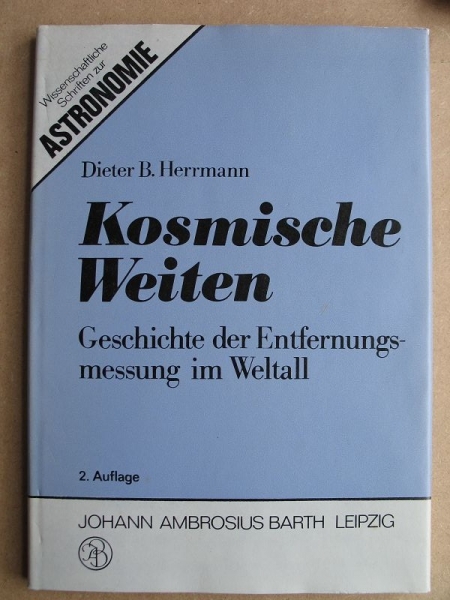 Wissenschaftliche
Schriften zur
ASTRONOMIE
Dieter B. Herrmann
Kosmische
Weiten
Geschichte der Entfernungs-
messung im Weltall
2. Auflage
JOHANN AMBROSIUS BARTH LEIPZIG